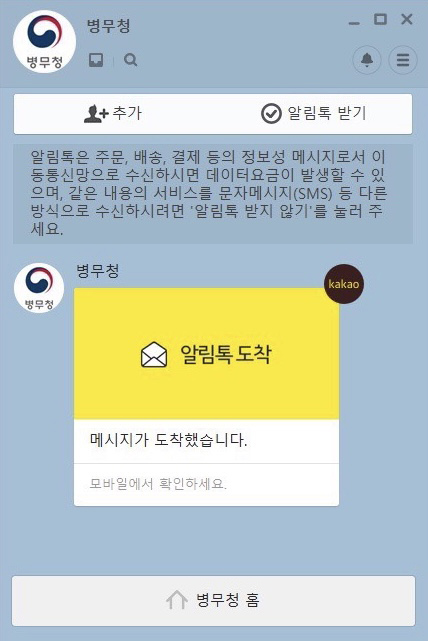 병무청
병무청
추가
알림톡 받기
알림톡은 주문, 배송, 결제 등의 정보성 메시지로서 이
동통신망으로 수신하시면 데이터요금이 발생할 수 있
으며, 같은 내용의 서비스를 문자메시지(SMS) 등 다른
방식으로 수신하시려면 '알림톡 받지 않기'를 눌러 주
세요.
병무청
병무청
kakao
알림톡 도착
메시지가 도착했습니다.
모바일에서 확인하세요.
병무청 홈